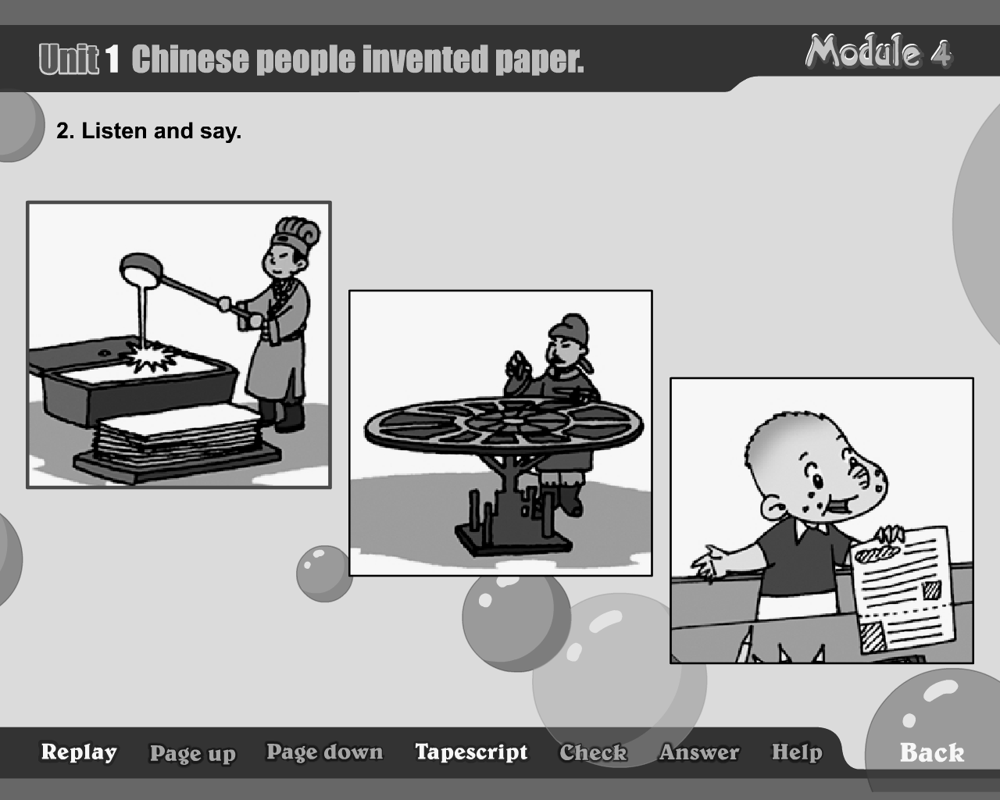 Unit 1 Chinese people invented paper.
Module 4
2. Listen and say.
Replay Page up Page down Tapescript Check Answer Help Back